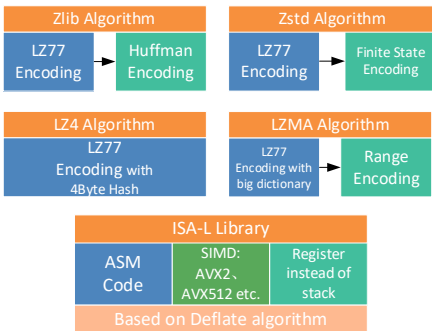 Zlib Algorithm
LZ77
Encoding
Huffman
Encoding
Zstd Algorithm
LZ77
Encoding
Finite State
Encoding
LZ4 Algorithm
LZ77
Encoding with
4Byte Hash
LZMA Algorithm
LZ77
Encoding with
big dictionary
Range
Encoding
ISA-L Library
ASM
Code
SIMD:
AVX2、
AVX512 etc.
Register
instead of
stack
Based on Deflate algorithm